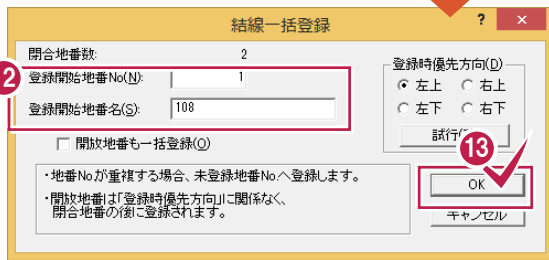 結線一括登録
? ×
閉合地番数: 2
2 登録開始地番No(N): 1
登録開始地番名(S): 108
開放地番も一括登録(O)
登録時優先方向(D)
左上 右上
左下 右下
試行(
13
・地番No.が重複する場合、未登録地番No.へ登録します。
・開放地番は「登録時優先方向」に関係なく、
閉合地番の後に登録されます。
OK
キャンセル